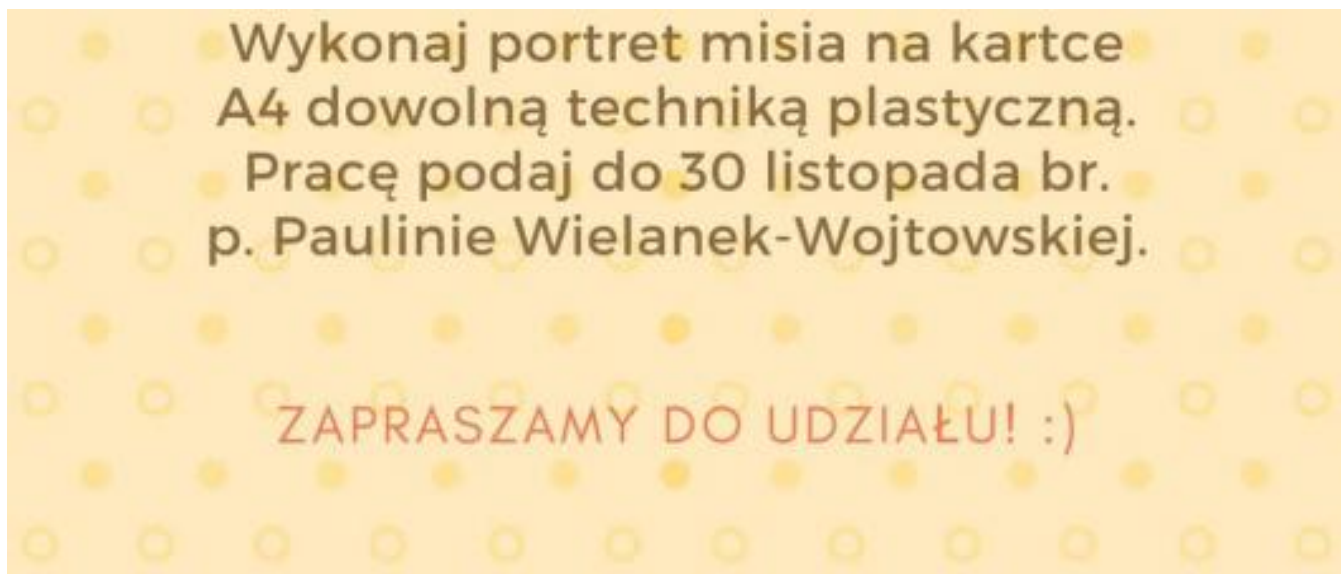 Wykonaj portret misia na kartce
A4 dowolną techniką plastyczną.
Pracę podaj do 30 listopada br.
p. Paulinie Wielanek-Wojtowskiej.
ZAPRASZAMY DO UDZIAŁU! :)